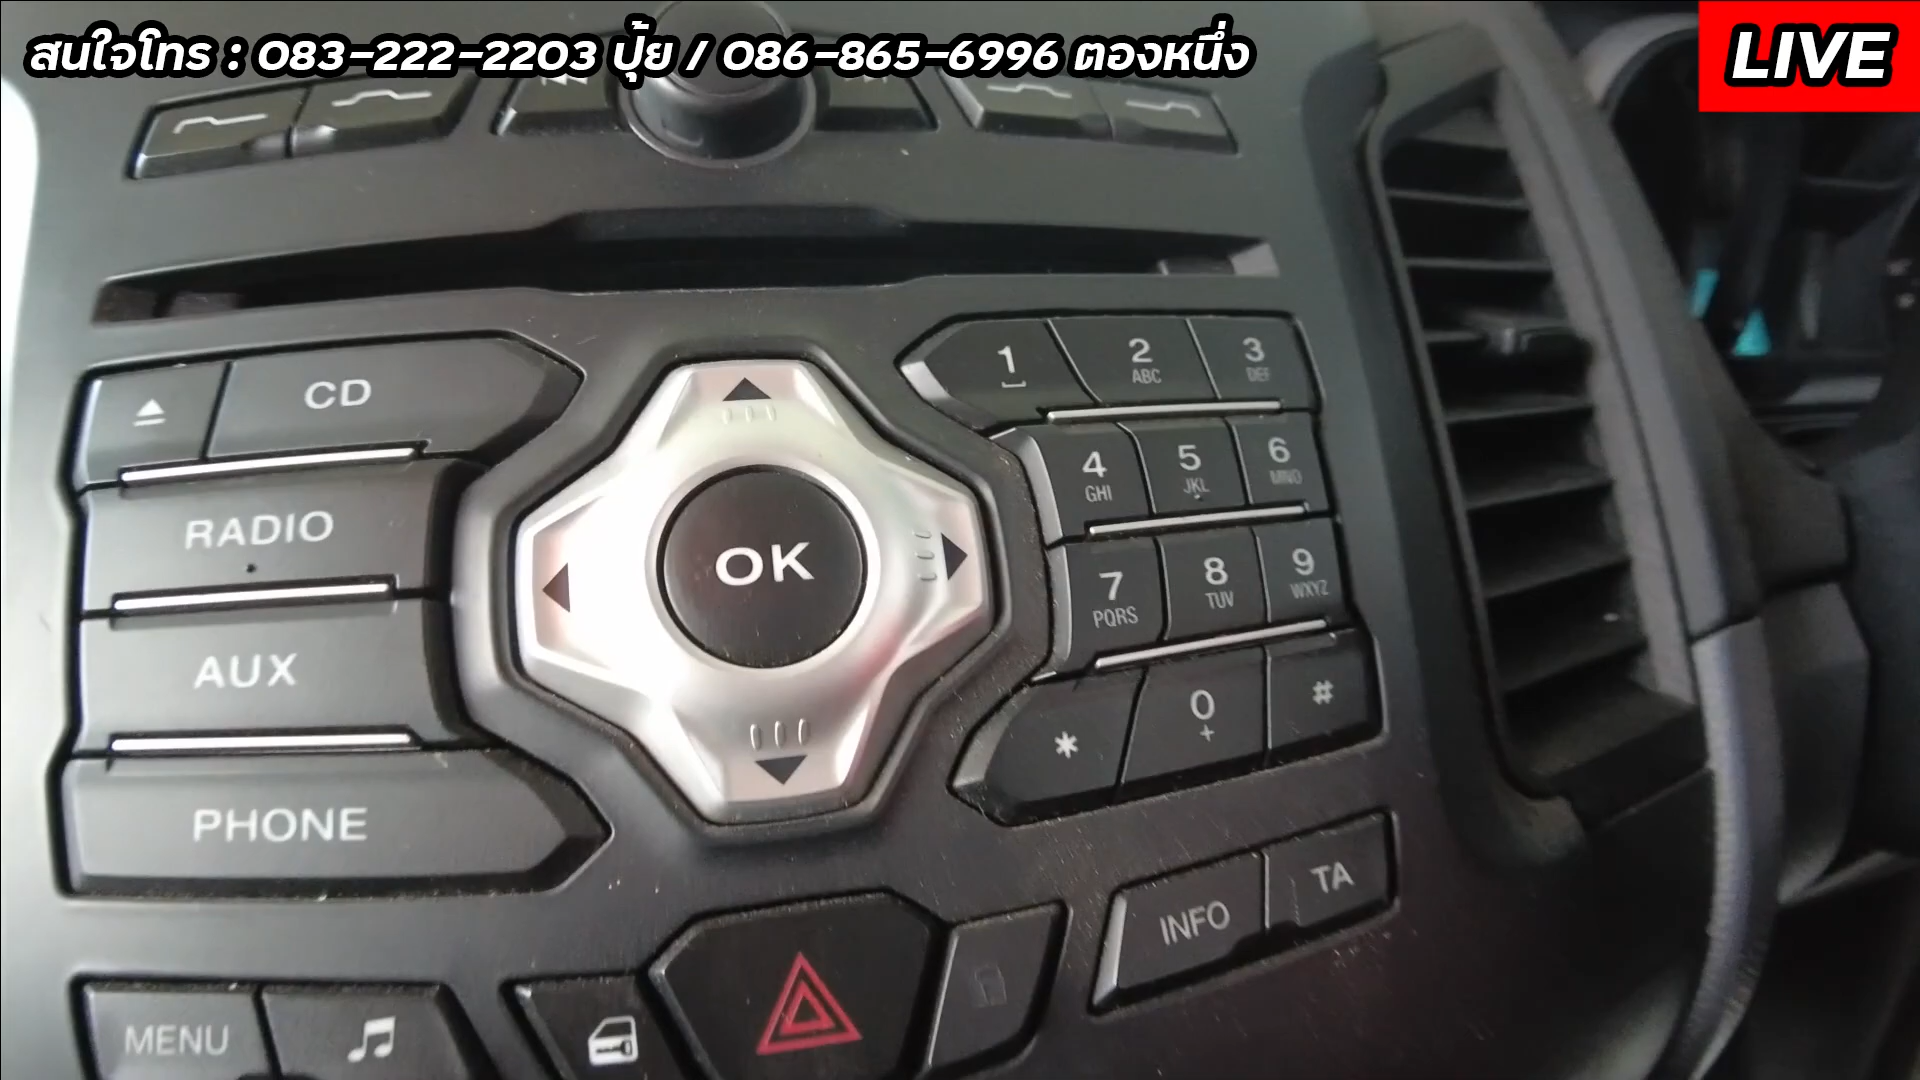 สนใจโทร : 083-222-2203 ปุ้ย / 086-865-6996 ตองหนึ่ง
LIVE
CD
RADIO
AUX
PHONE
OK
1
2 ABC
3 DEF
4 GHI
5 JKL
6 MNO
7 PQRS
8 TUV
9 WXYZ
*
0 +
#
INFO
TA
MENU